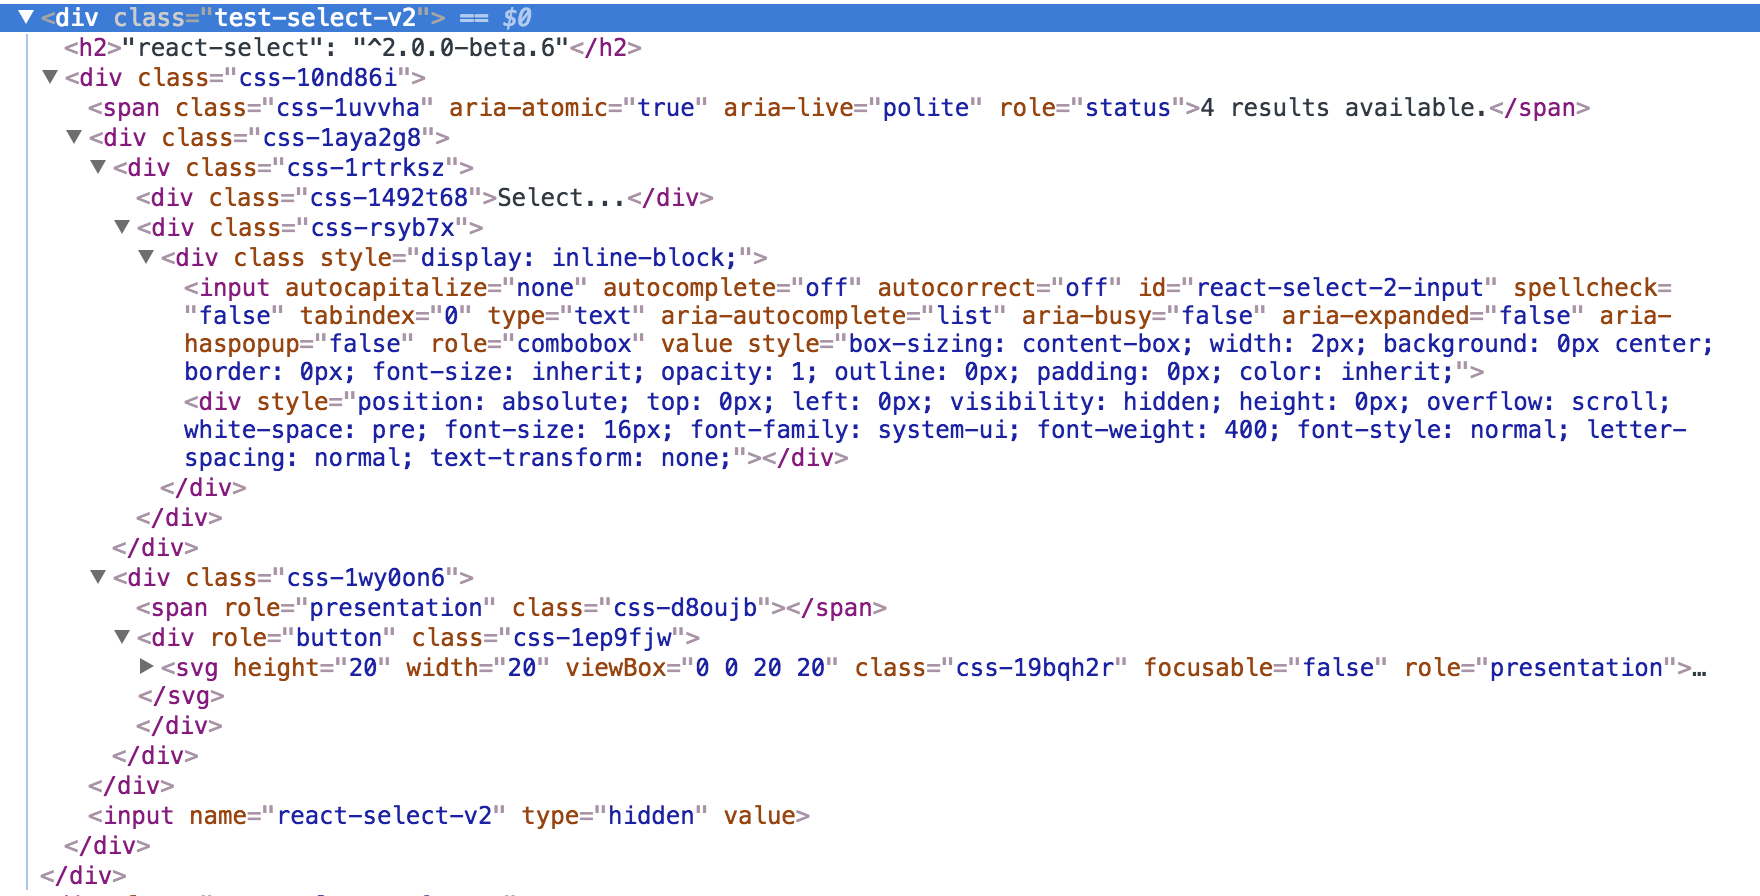 ▼<div class="test-select-v2"> == $0
<h2>"react-select": "^2.0.0-beta.6"</h2>
▼<div class="css-10nd86i">
<span class="css-1uvvha" aria-atomic="true" aria-live="polite" role="status">4 results available.</span>
▼<div class="css-1aya2g8">
▼<div class="css-1rtrksz">
<div class="css-1492t68">Select...</div>
▼<div class="css-rsyb7x">
▼<div class style="display: inline-block;">
<input autocapitalize="none" autocomplete="off" autocorrect="off" id="react-select-2-input" spellcheck=
"false" tabindex="0" type="text" aria-autocomplete="list" aria-busy="false" aria-expanded="false" aria-
haspopup="false" role="combobox" value style="box-sizing: content-box; width: 2px; background: 0px center;
border: 0px; font-size: inherit; opacity: 1; outline: 0px; padding: 0px; color: inherit;">
<div style="position: absolute; top: 0px; left: 0px; visibility: hidden; height: 0px; overflow: scroll;
white-space: pre; font-size: 16px; font-family: system-ui; font-weight: 400; font-style: normal; letter-
spacing: normal; text-transform: none;"></div>
</div>
</div>
</div>
▼<div class="css-1wy0on6">
<span role="presentation" class="css-d8oujb"></span>
▼<div role="button" class="css-1ep9fjw">
▶<svg height="20" width="20" viewBox="0 0 20 20" class="css-19bqh2r" focusable="false" role="presentation">…
</svg>
</div>
</div>
</div>
<input name="react-select-v2" type="hidden" value>
</div>
</div>